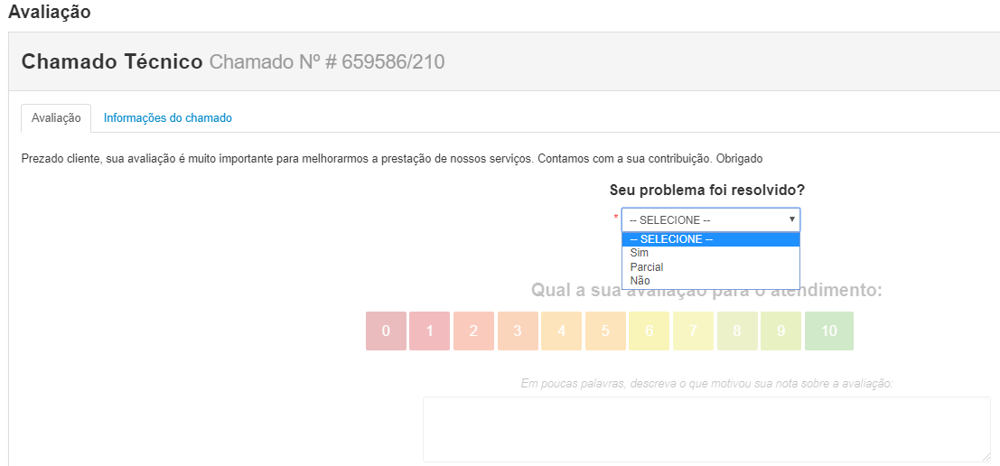 Avaliação
Chamado Técnico Chamado Nº # 659586/210
Avaliação Informações do chamado
Prezado cliente, sua avaliação é muito importante para melhorarmos a prestação de nossos serviços. Contamos com a sua contribuição. Obrigado
Seu problema foi resolvido?
* -- SELECIONE --
-- SELECIONE --
Sim
Parcial
Não
Qual a sua avaliação para o atendimento:
0 1 2 3 4 5 6 7 8 9 10
Em poucas palavras, descreva o que motivou sua nota sobre a avaliação: